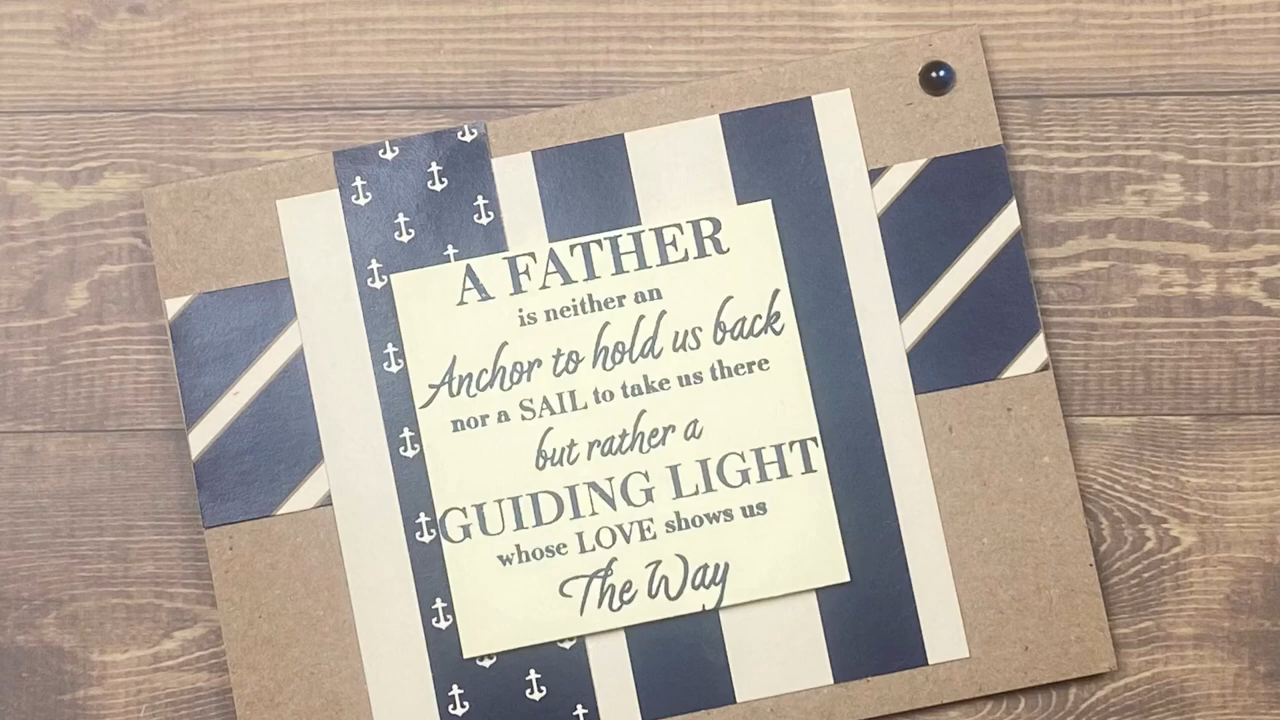 A FATHER
is neither an
Anchor to hold us back
nor a SAIL to take us there
but rather a
GUIDING LIGHT
whose LOVE shows us
The Way